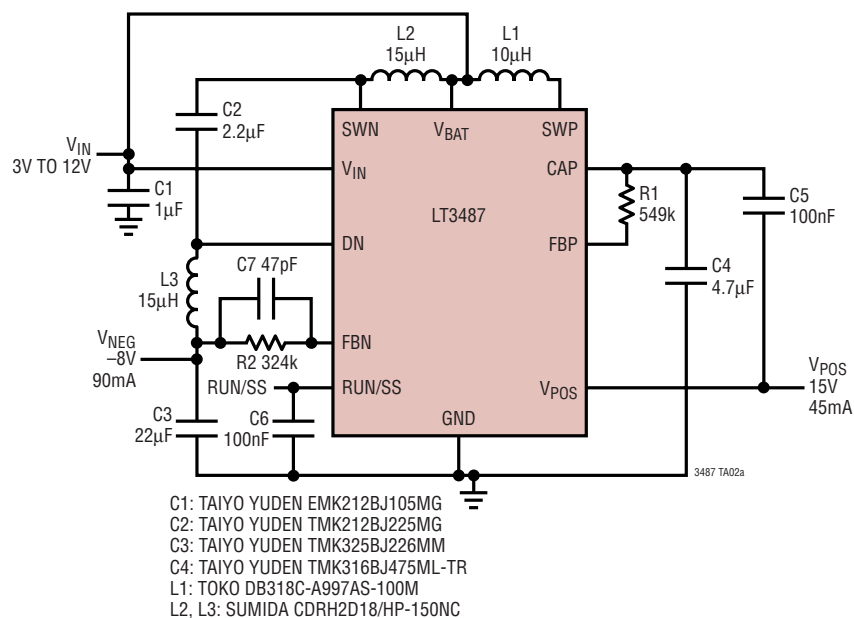 L2
15µH
L1
10µH
C2
2.2µF
SWN
VBAT
SWP
VIN
3V TO 12V
VIN
CAP
C1
1µF
R1
549k
C5
100nF
LT3487
DN
FBP
C7 47pF
L3
15µH
C4
4.7µF
VNEG
–8V
90mA
FBN
R2 324k
RUN/SS
RUN/SS
VPOS
VPOS
15V
45mA
C3
22µF
C6
100nF
GND
3487 TA02a
C1: TAIYO YUDEN EMK212BJ105MG
C2: TAIYO YUDEN TMK212BJ225MG
C3: TAIYO YUDEN TMK325BJ226MM
C4: TAIYO YUDEN TMK316BJ475ML-TR
L1: TOKO DB318C-A997AS-100M
L2, L3: SUMIDA CDRH2D18/HP-150NC